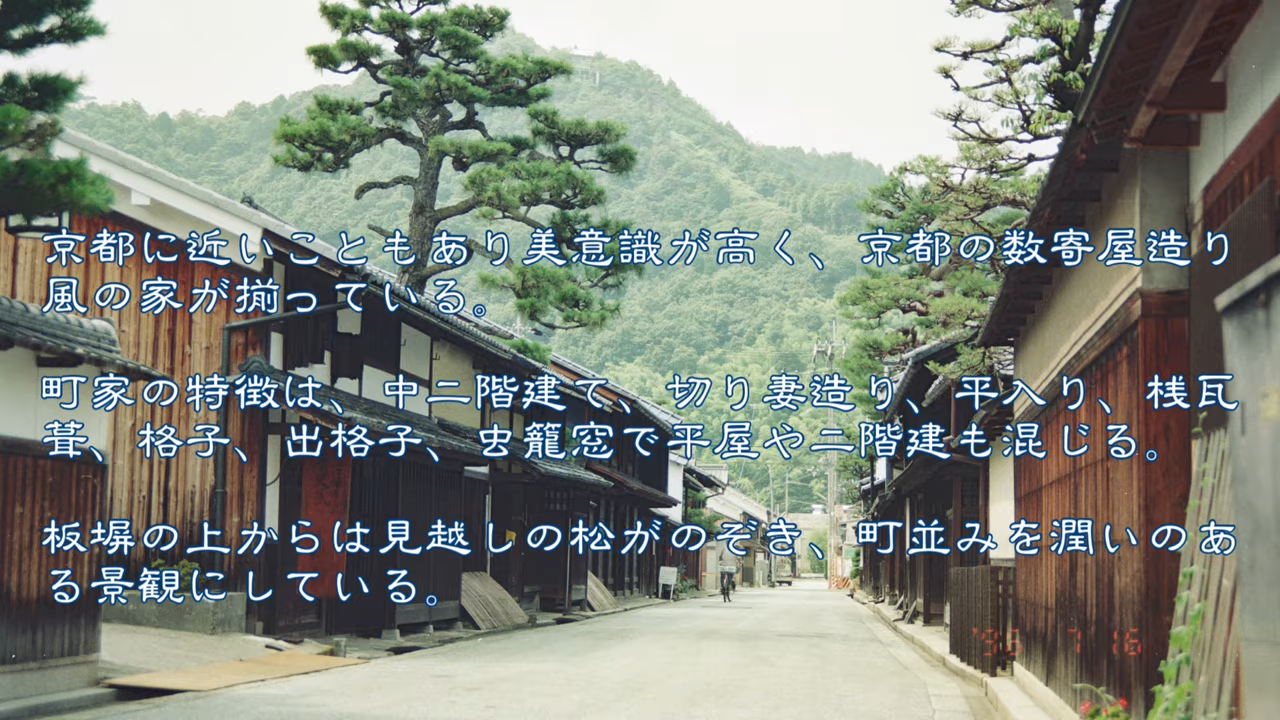 京都に近いこともあり美意識が高く、京都の数寄屋造り
風の家が揃っている。
町家の特徴は、中二階建て、切り妻造り、平入り、桟瓦
葺、格子、出格子、虫籠窓で平屋や二階建も混じる。
板塀の上からは見越しの松がのぞき、町並みを潤いのあ
る景観にしている。